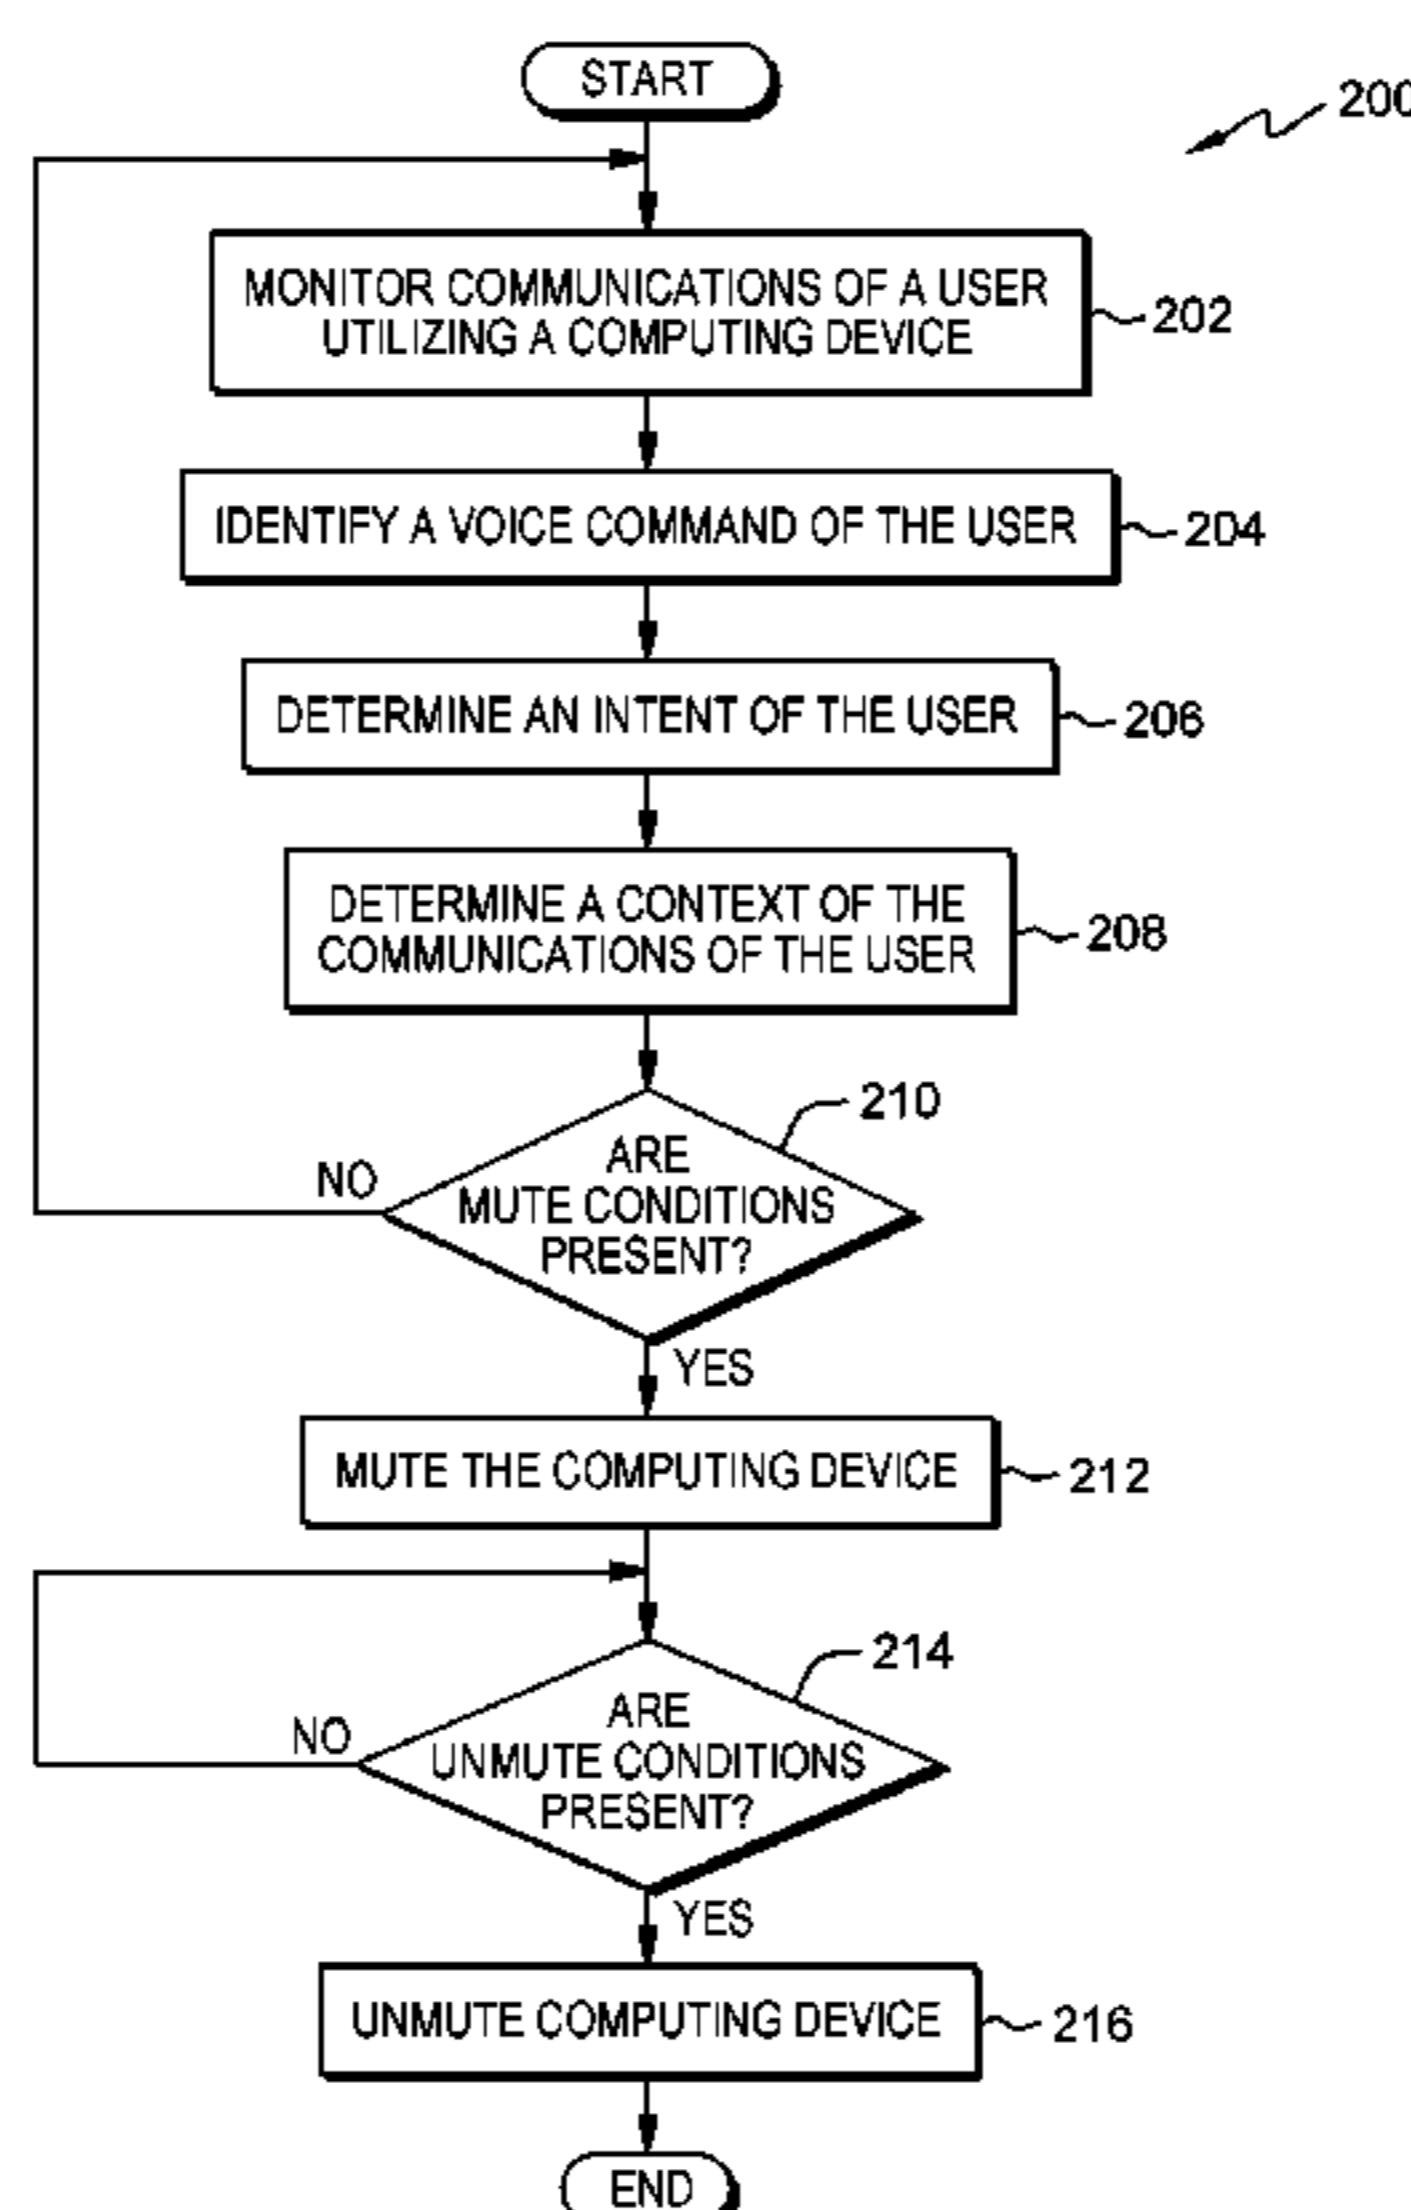 START
200
MONITOR COMMUNICATIONS OF A USER
UTILIZING A COMPUTING DEVICE
202
IDENTIFY A VOICE COMMAND OF THE USER
204
DETERMINE AN INTENT OF THE USER
206
DETERMINE A CONTEXT OF THE
COMMUNICATIONS OF THE USER
208
210
ARE
MUTE CONDITIONS
PRESENT?
NO
YES
MUTE THE COMPUTING DEVICE
212
214
ARE
UNMUTE CONDITIONS
PRESENT?
NO
YES
UNMUTE COMPUTING DEVICE
216
END